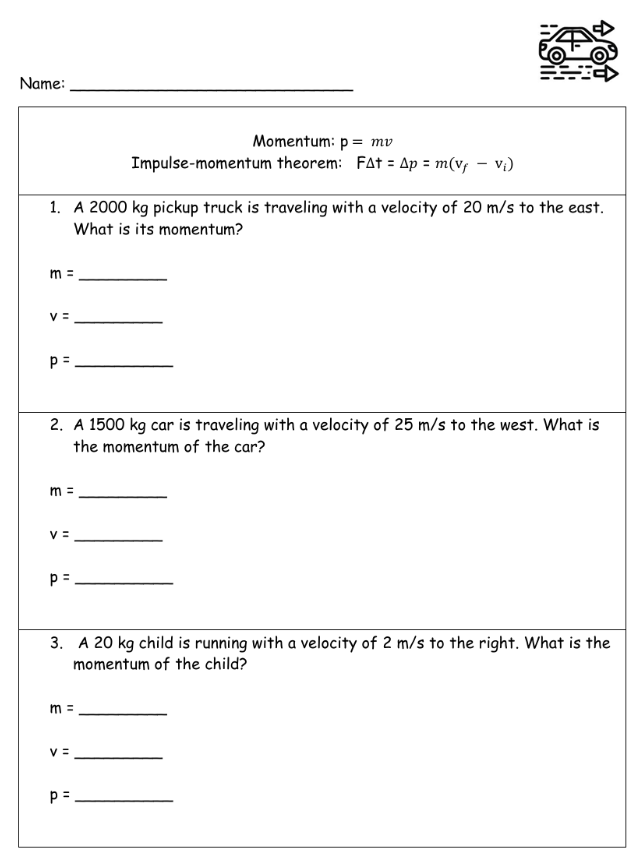 Name: ________________________________
Momentum: p = mv
Impulse-momentum theorem: FΔt = Δp = m(v_f − v_i)
1. A 2000 kg pickup truck is traveling with a velocity of 20 m/s to the east.
What is its momentum?
m = __________
v = __________
p = ___________
2. A 1500 kg car is traveling with a velocity of 25 m/s to the west. What is
the momentum of the car?
m = __________
v = __________
p = ___________
3. A 20 kg child is running with a velocity of 2 m/s to the right. What is the
momentum of the child?
m = __________
v = __________
p = ___________